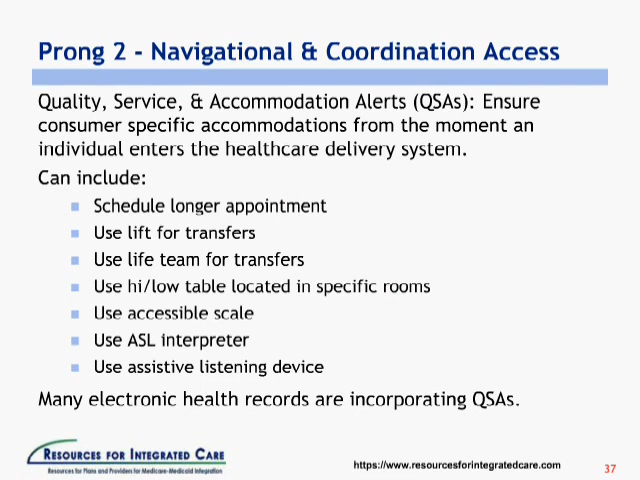 Prong 2 - Navigational & Coordination Access
Quality, Service, & Accommodation Alerts (QSAs): Ensure
consumer specific accommodations from the moment an
individual enters the healthcare delivery system.
Can include:
Schedule longer appointment
Use lift for transfers
Use life team for transfers
Use hi/low table located in specific rooms
Use accessible scale
Use ASL interpreter
Use assistive listening device
Many electronic health records are incorporating QSAs.
RESOURCES FOR INTEGRATED CARE
Resources for Plans and Providers for Medicare-Medicaid Integration
https://www.resourcesforintegratedcare.com
37